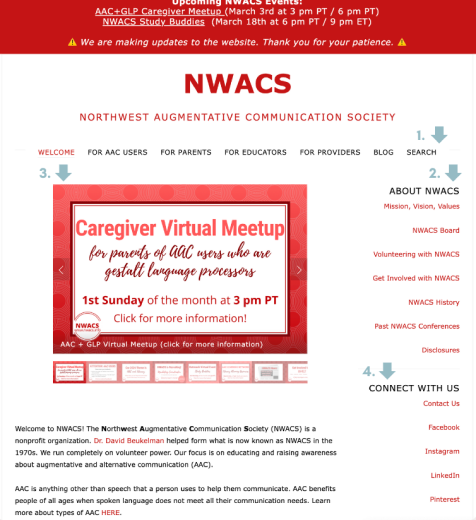 Upcoming NWACS Events:
AAC+GLP Caregiver Meetup (March 3rd at 3 pm PT / 6 pm PT)
NWACS Study Buddies (March 18th at 6 pm PT / 9 pm ET)
⚠ We are making updates to the website. Thank you for your patience. ⚠
NWACS
NORTHWEST AUGMENTATIVE COMMUNICATION SOCIETY
1.
WELCOME FOR AAC USERS FOR PARENTS FOR EDUCATORS FOR PROVIDERS BLOG SEARCH
3.
2.
Caregiver Virtual Meetup
for parents of AAC users who are
gestalt language processors
1st Sunday of the month at 3 pm PT
Click for more information!
NWACS
AAC + GLP Virtual Meetup (click for more information)
ABOUT NWACS
Mission, Vision, Values
NWACS Board
Volunteering with NWACS
Get Involved with NWACS
NWACS History
Past NWACS Conferences
Disclosures
4.
CONNECT WITH US
Contact Us
Facebook
Instagram
LinkedIn
Pinterest
Welcome to NWACS! The Northwest Augmentative Communication Society (NWACS) is a
nonprofit organization. Dr. David Beukelman helped form what is now known as NWACS in the
1970s. We run completely on volunteer power. Our focus is on educating and raising awareness
about augmentative and alternative communication (AAC).
AAC is anything other than speech that a person uses to help them communicate. AAC benefits
people of all ages when spoken language does not meet all their communication needs. Learn
more about types of AAC HERE.